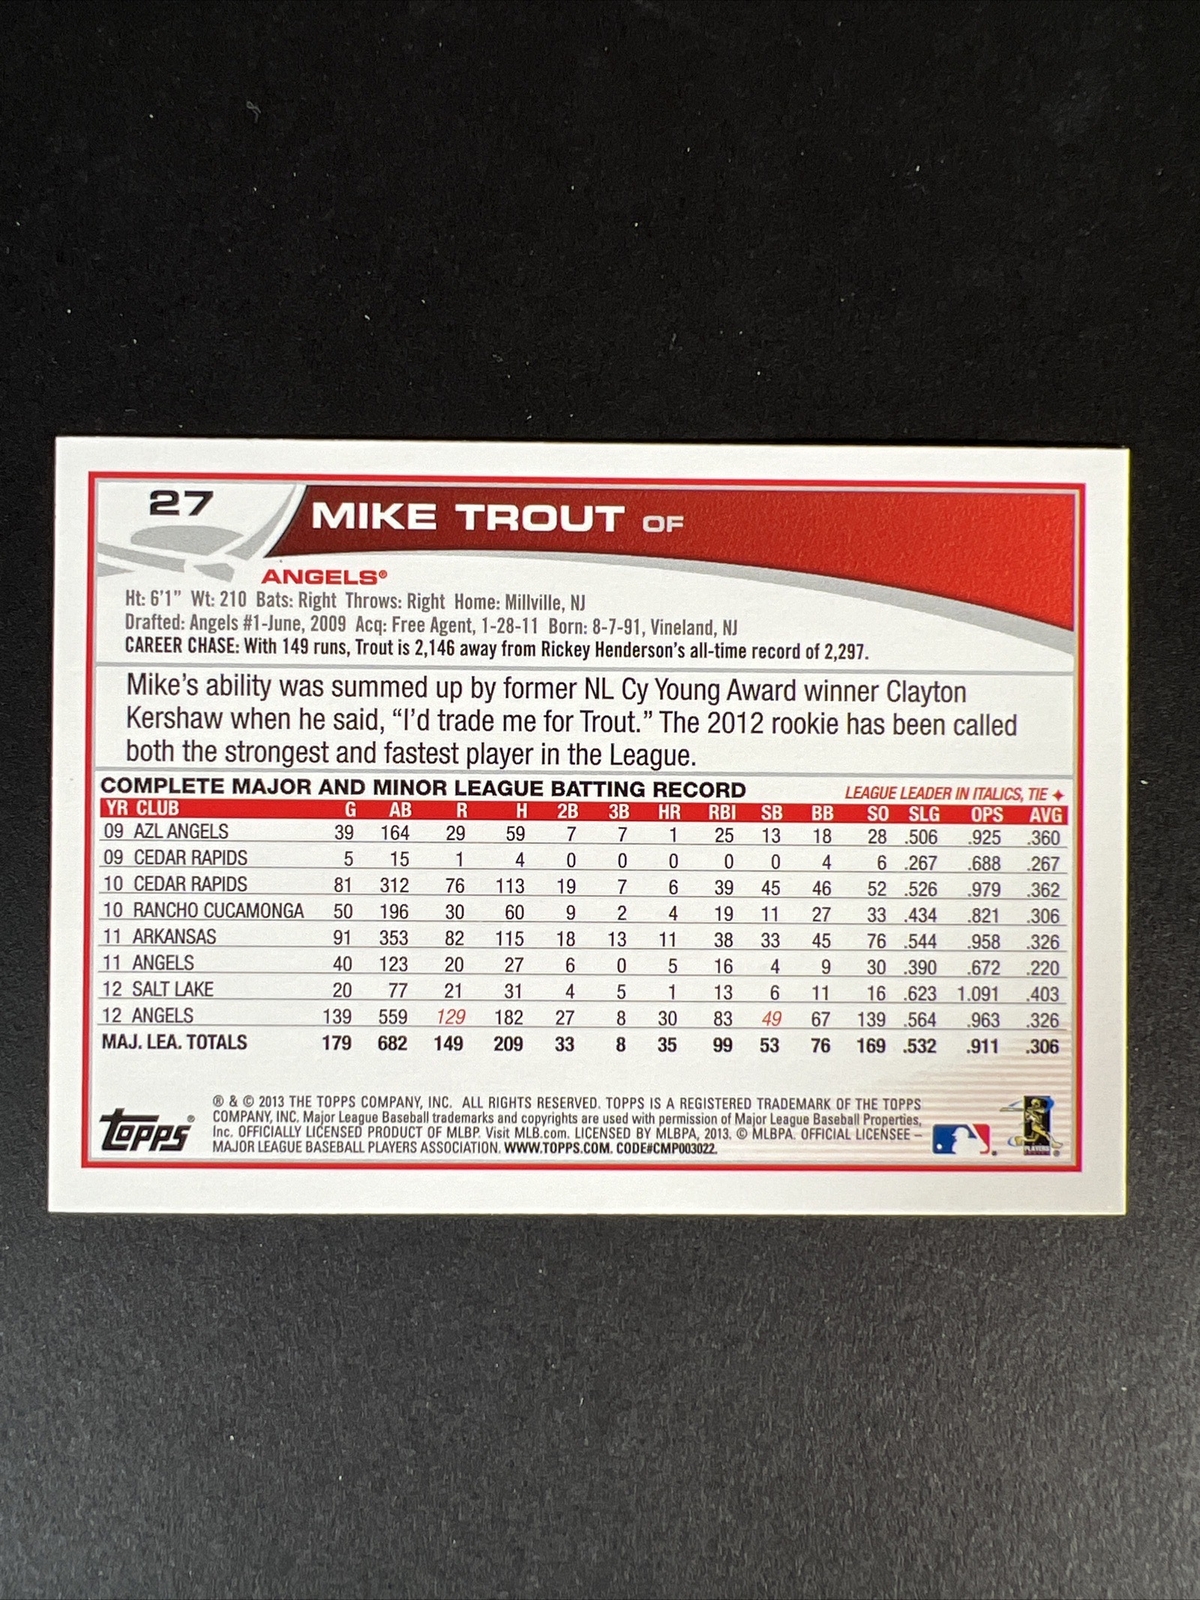 27
MIKE TROUT OF
ANGELS®
Ht: 6'1" Wt: 210 Bats: Right Throws: Right Home: Millville, NJ
Drafted: Angels #1-June, 2009 Acq: Free Agent, 1-28-11 Born: 8-7-91, Vineland, NJ
CAREER CHASE: With 149 runs, Trout is 2,146 away from Rickey Henderson's all-time record of 2,297.
Mike's ability was summed up by former NL Cy Young Award winner Clayton
Kershaw when he said, "I'd trade me for Trout." The 2012 rookie has been called
both the strongest and fastest player in the League.
COMPLETE MAJOR AND MINOR LEAGUE BATTING RECORD LEAGUE LEADER IN ITALICS, TIE ✦
YR CLUB G AB R H 2B 3B HR RBI SB BB SO SLG OPS AVG
09 AZL ANGELS 39 164 29 59 7 7 1 25 13 18 28 .506 .925 .360
09 CEDAR RAPIDS 5 15 1 4 0 0 0 0 0 4 6 .267 .688 .267
10 CEDAR RAPIDS 81 312 76 113 19 7 6 39 45 46 52 .526 .979 .362
10 RANCHO CUCAMONGA 50 196 30 60 9 2 4 19 11 27 33 .434 .821 .306
11 ARKANSAS 91 353 82 115 18 13 11 38 33 45 76 .544 .958 .326
11 ANGELS 40 123 20 27 6 0 5 16 4 9 30 .390 .672 .220
12 SALT LAKE 20 77 21 31 4 5 1 13 6 11 16 .623 1.091 .403
12 ANGELS 139 559 129 182 27 8 30 83 49 67 139 .564 .963 .326
MAJ. LEA. TOTALS 179 682 149 209 33 8 35 99 53 76 169 .532 .911 .306
Topps®
® & © 2013 THE TOPPS COMPANY, INC. ALL RIGHTS RESERVED. TOPPS IS A REGISTERED TRADEMARK OF THE TOPPS
COMPANY, INC. Major League Baseball trademarks and copyrights are used with permission of Major League Baseball Properties,
Inc. OFFICIALLY LICENSED PRODUCT OF MLBP. Visit MLB.com. LICENSED BY MLBPA, 2013. © MLBPA. OFFICIAL LICENSEE –
MAJOR LEAGUE BASEBALL PLAYERS ASSOCIATION. WWW.TOPPS.COM. CODE#CMP003022.
PLAYERS